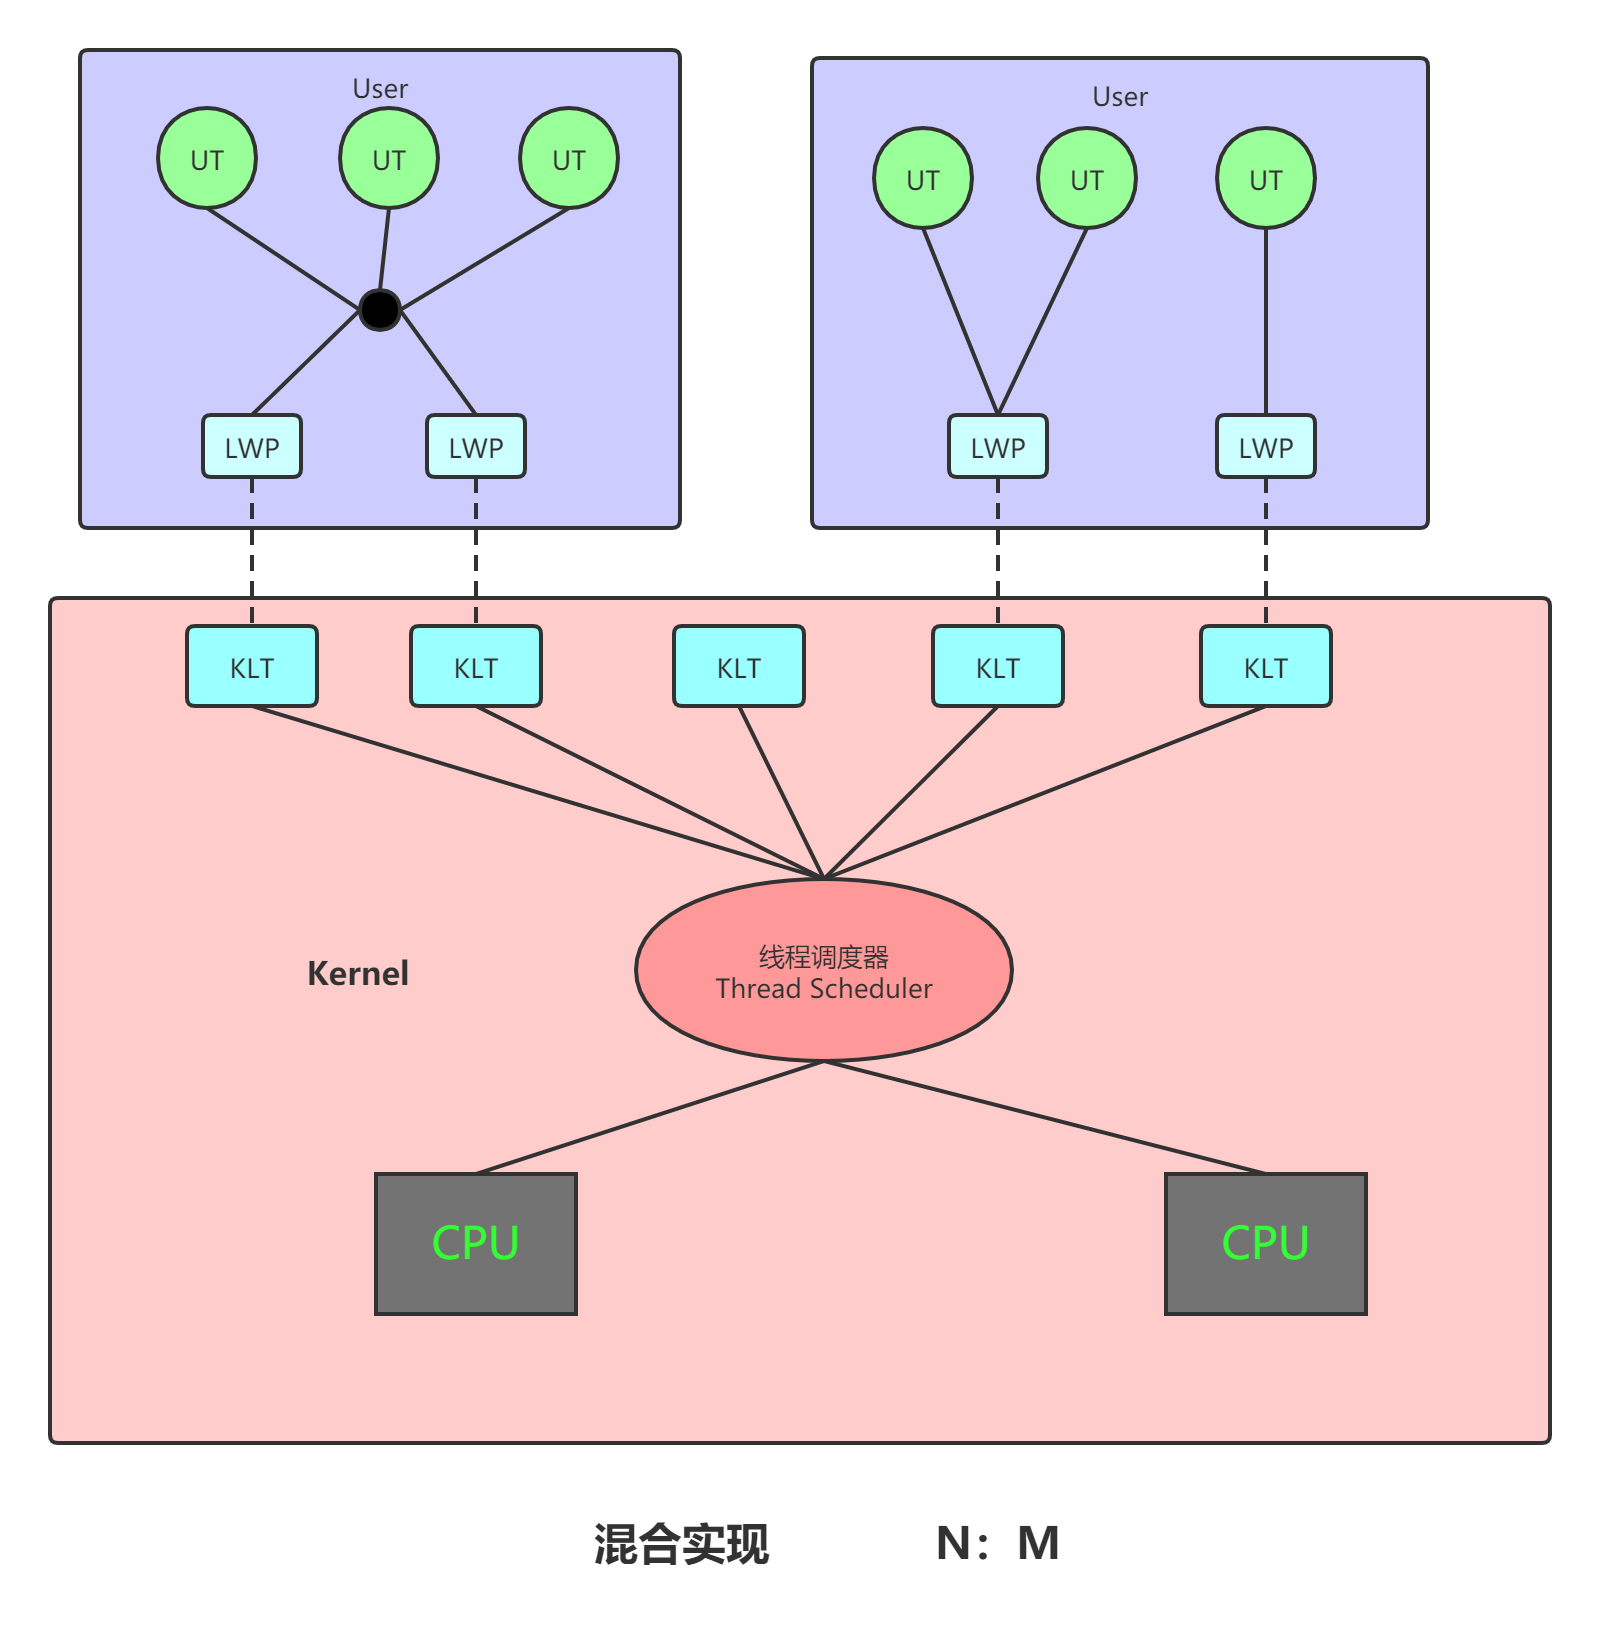 User
UT
UT
UT
LWP
LWP
User
UT
UT
UT
LWP
LWP
KLT
KLT
KLT
KLT
KLT
Kernel
线程调度器
Thread Scheduler
CPU
CPU
混合实现 N：M